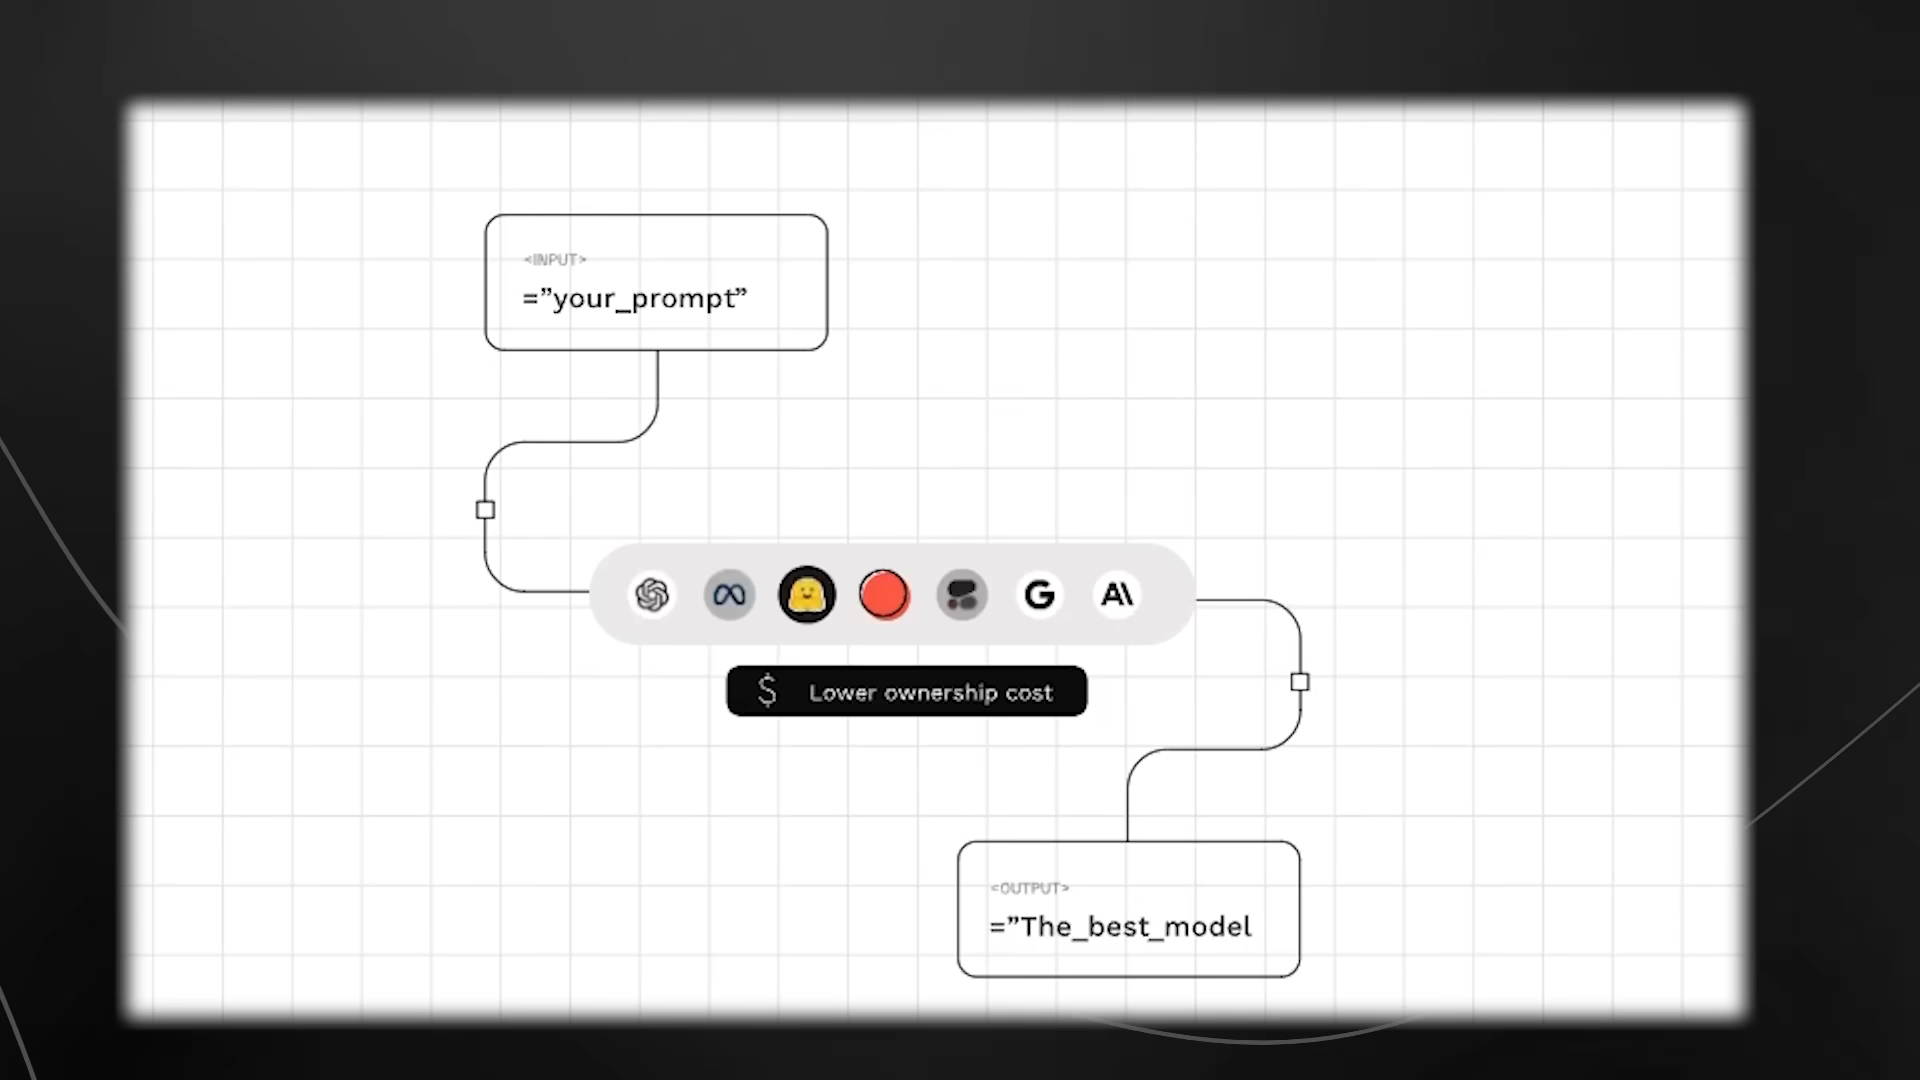 <INPUT>
=”your_prompt”
G
A\
$ Lower ownership cost
<OUTPUT>
=”The_best_model